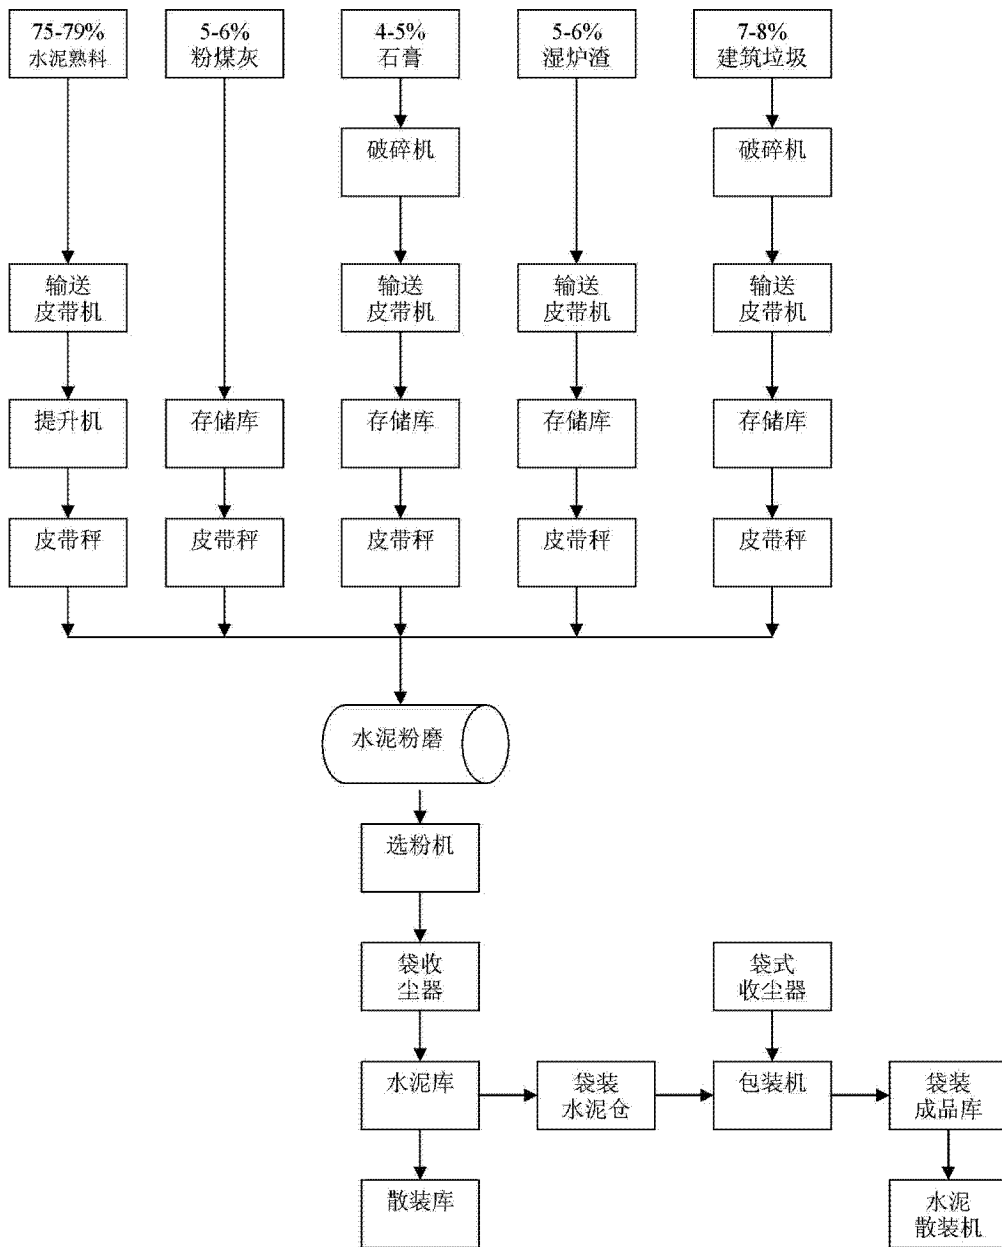 75-79%
水泥熟料
5-6%
粉煤灰
4-5%
石膏
5-6%
湿炉渣
7-8%
建筑垃圾
破碎机
破碎机
输送
皮带机
输送
皮带机
输送
皮带机
输送
皮带机
提升机
存储库
存储库
存储库
存储库
皮带秤
皮带秤
皮带秤
皮带秤
皮带秤
水泥粉磨
选粉机
袋收
尘器
袋式
收尘器
水泥库
袋装
水泥仓
包装机
袋装
成品库
散装库
水泥
散装机